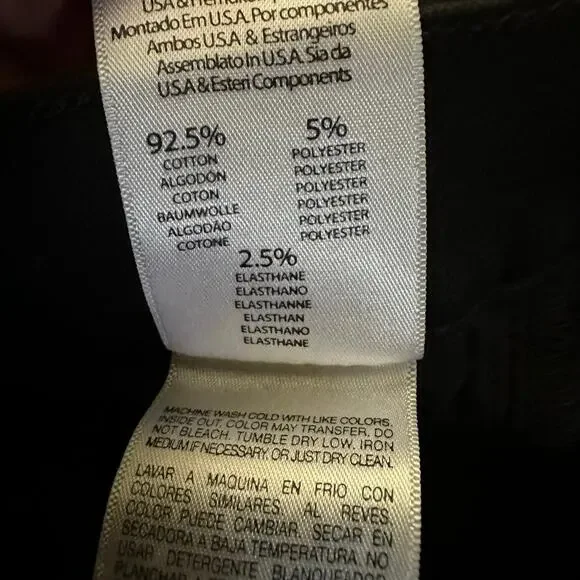 USA &
Montado Em U.S.A. Por componentes
Ambos U.S.A & Estrangeiros
Assemblato In U.S.A. Sia da
U.S.A & Esteri Components
92.5%
COTTON
ALGODÓN
COTON
BAUMWOLLE
ALGODÃO
COTONE
5%
POLYESTER
POLYESTER
POLYESTER
POLYESTER
POLYESTER
POLYESTER
2.5%
ELASTHANE
ELASTHANO
ELASTHANNE
ELASTHAN
ELASTHANO
ELASTHANE
MACHINE WASH COLD WITH LIKE COLORS,
INSIDE OUT. COLOR MAY TRANSFER. DO
NOT BLEACH. TUMBLE DRY LOW. IRON
MEDIUM IF NECESSARY, OR JUST DRY CLEAN.
LAVAR A MAQUINA EN FRIO CON
COLORES SIMILARES, AL REVES.
COLOR PUEDE CAMBIAR. SECAR EN
SECADORA A BAJA TEMPERATURA NO
USAR DETERGENTE BLANQUEADOR
PLANCHAR